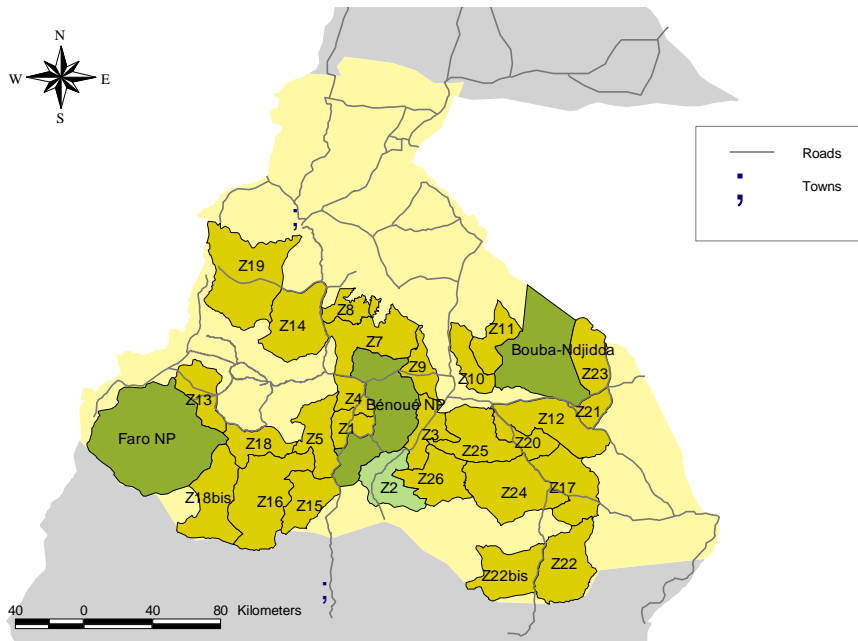 N
W E
S
Roads
; Towns
;
;
Z19
Z14
Z8
Z7
Z11
Bouba-Ndjidda
Z9
Z10
Z23
Z13
Z4
Bénoué NP
Z21
Z12
Faro NP
Z18
Z5
Z1
Z3
Z25
Z20
Z18bis
Z16
Z15
Z2
Z26
Z24
Z17
Z22bis
Z22
;
40 0 40 80 Kilometers